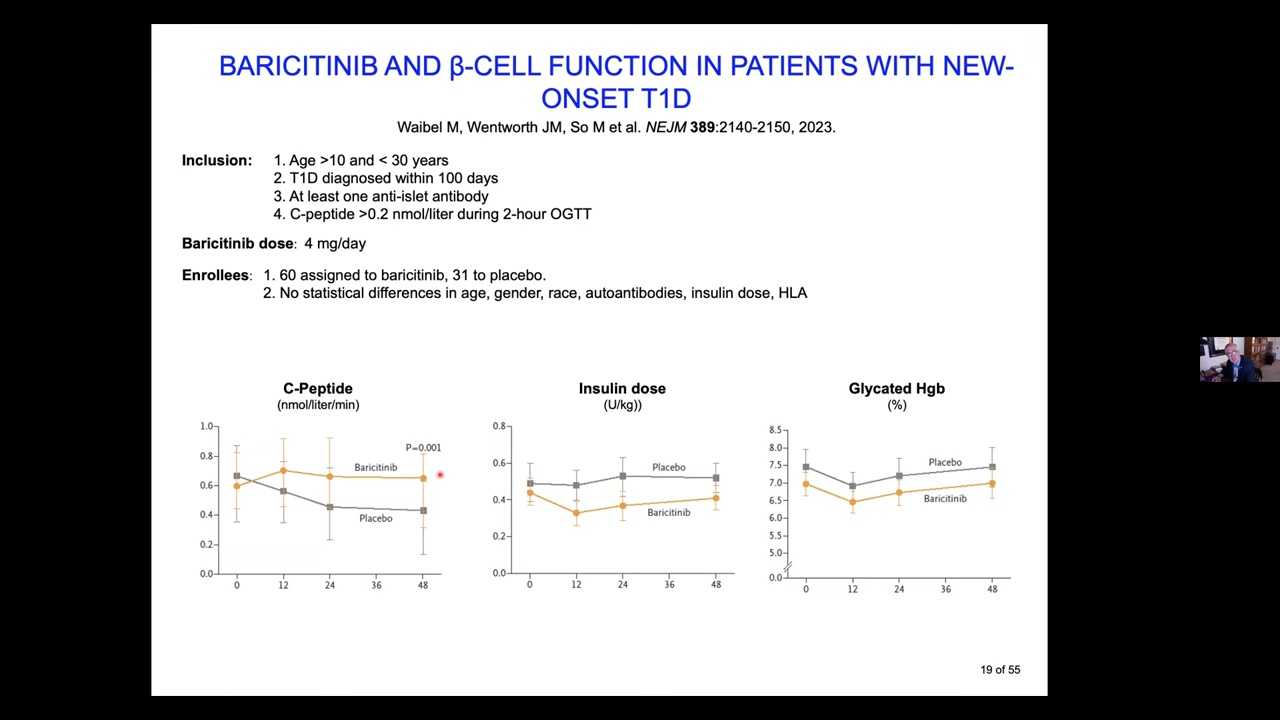 BARICITINIB AND β-CELL FUNCTION IN PATIENTS WITH NEW-
ONSET T1D
Waibel M, Wentworth JM, So M et al. NEJM 389:2140-2150, 2023.
Inclusion: 1. Age >10 and < 30 years
2. T1D diagnosed within 100 days
3. At least one anti-islet antibody
4. C-peptide >0.2 nmol/liter during 2-hour OGTT
Baricitinib dose: 4 mg/day
Enrollees: 1. 60 assigned to baricitinib, 31 to placebo.
2. No statistical differences in age, gender, race, autoantibodies, insulin dose, HLA
C-Peptide
(nmol/liter/min)
1.0
0.8
0.6
0.4
0.2
0.0
P=0.001
Baricitinib
Placebo
0 12 24 36 48
Insulin dose
(U/kg))
0.8
0.6
0.4
0.2
0.0
Placebo
Baricitinib
0 12 24 36 48
Glycated Hgb
(%)
8.5
8.0
7.5
7.0
6.5
6.0
5.5
5.0
0.0
Placebo
Baricitinib
0 12 24 36 48
19 of 55